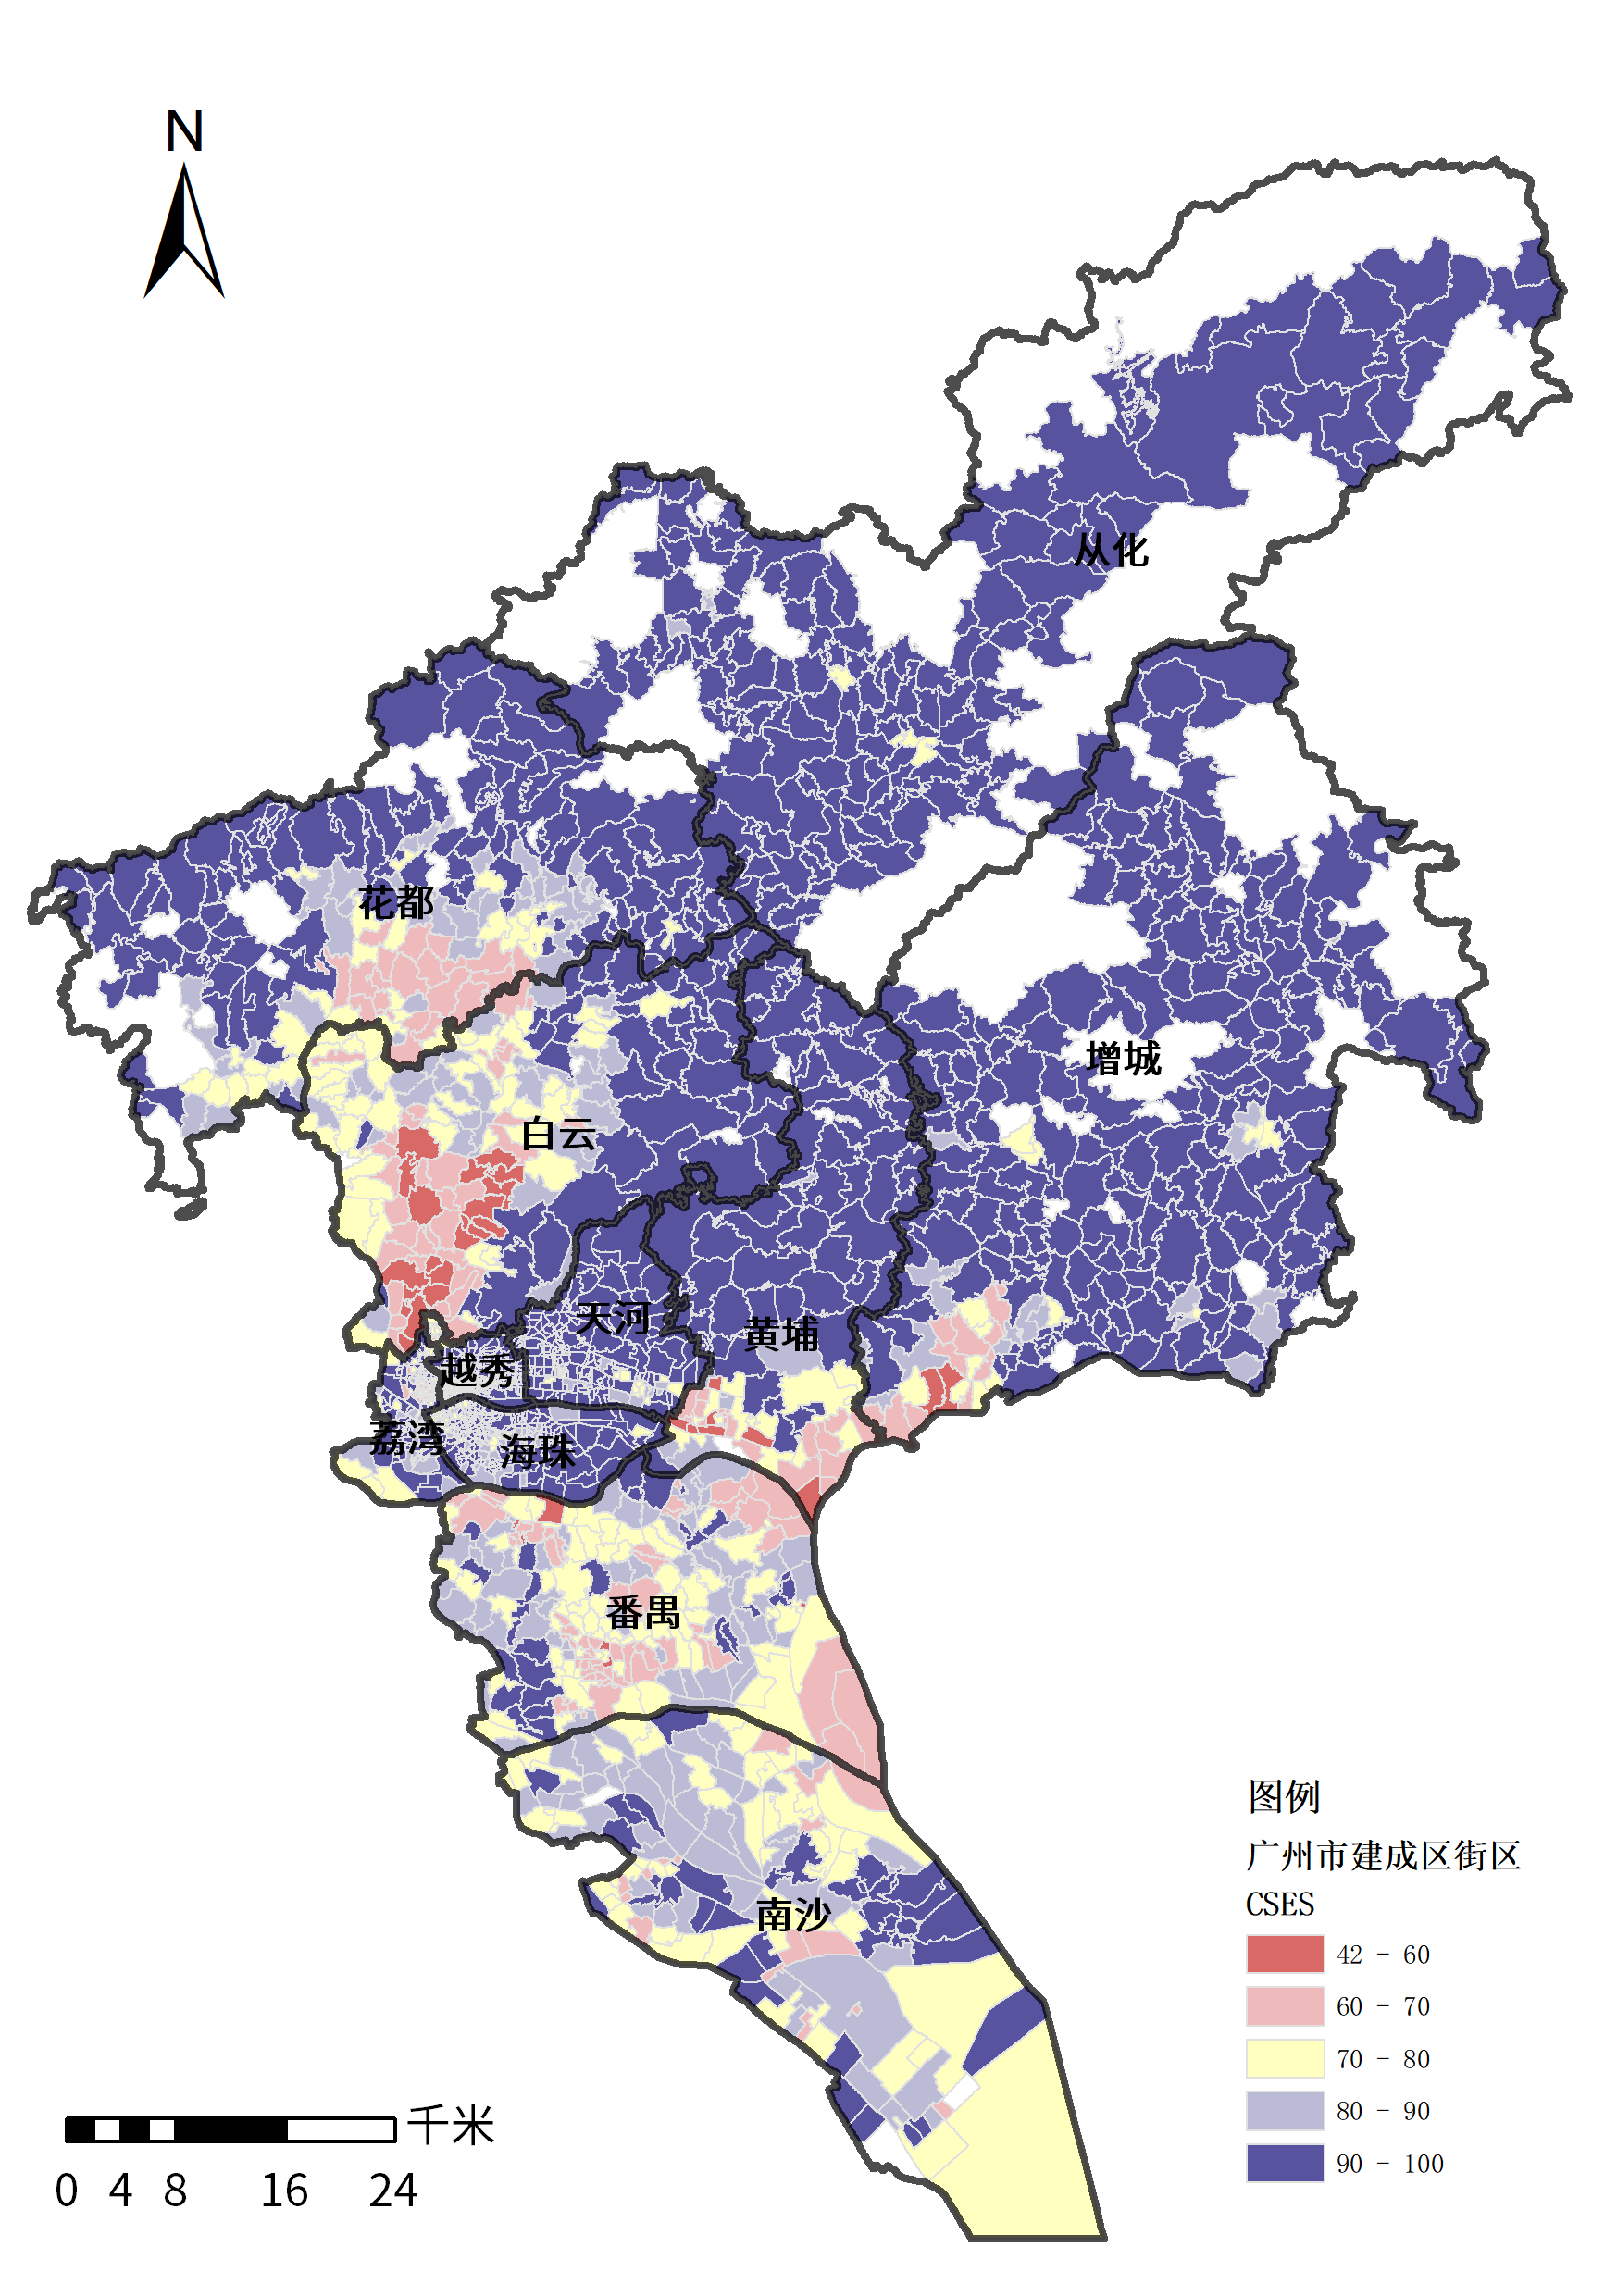 N
从化
花都
增城
白云
天河
黄埔
越秀
荔湾
海珠
番禺
南沙
图例
广州市建成区街区
CSES
42 - 60
60 - 70
70 - 80
80 - 90
90 - 100
千米
0 4 8 16 24